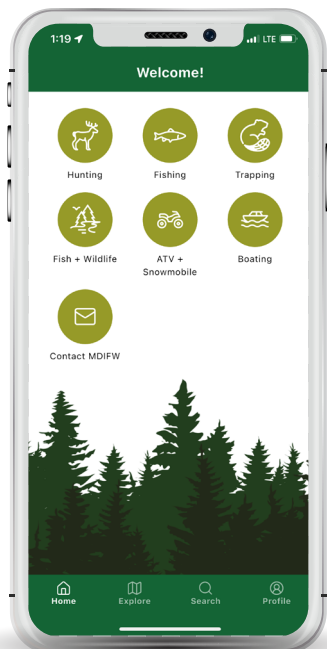 1:19 LTE
Welcome!
Hunting Fishing Trapping
Fish + Wildlife ATV + Boating
Snowmobile
Contact MDIFW
Home Explore Search Profile